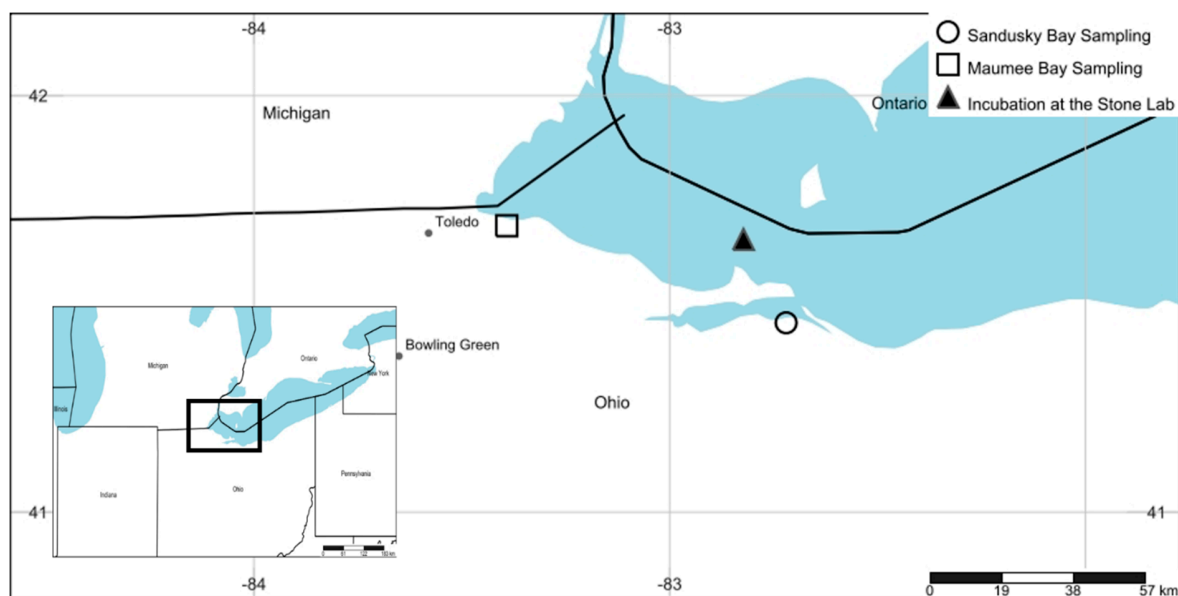 -84
-83
Sandusky Bay Sampling
Maumee Bay Sampling
Incubation at the Stone Lab
42
Michigan
Ontario
Toledo
Bowling Green
Ohio
Michigan
Ontario
New York
Illinois
Indiana
Ohio
Pennsylvania
41
41
-84
-83
0 19 38 57 km